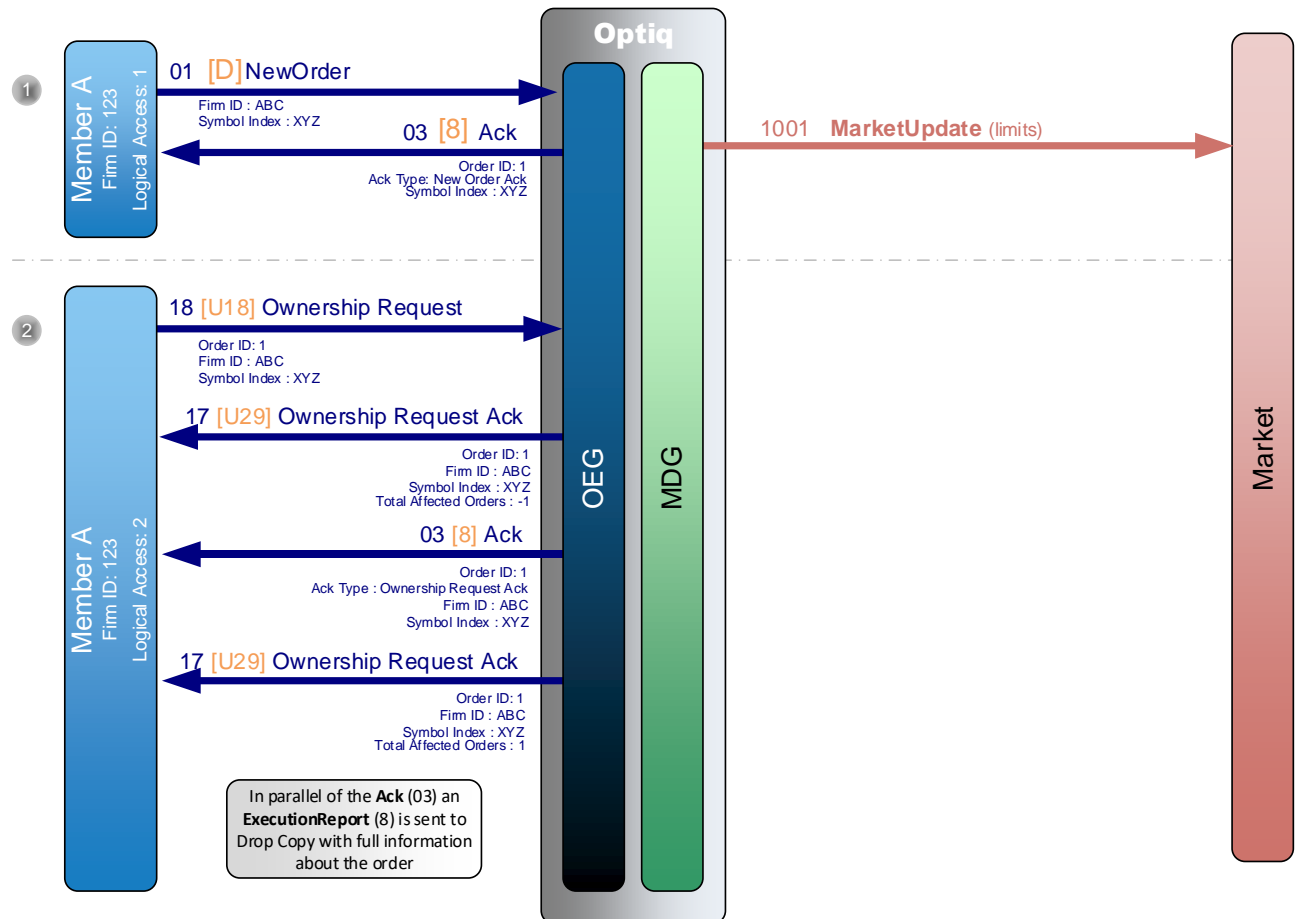 Optiq
1
Member A
Firm ID: 123
Logical Access: 1
01 [D] NewOrder
Firm ID : ABC
Symbol Index : XYZ
03 [8] Ack
Order ID: 1
Ack Type: New Order Ack
Symbol Index : XYZ
1001 MarketUpdate (limits)
2
Member A
Firm ID: 123
Logical Access: 2
18 [U18] Ownership Request
Order ID: 1
Firm ID : ABC
Symbol Index : XYZ
17 [U29] Ownership Request Ack
Order ID: 1
Firm ID : ABC
Symbol Index : XYZ
Total Affected Orders : -1
03 [8] Ack
Order ID: 1
Ack Type : Ownership Request Ack
Firm ID : ABC
Symbol Index : XYZ
17 [U29] Ownership Request Ack
Order ID: 1
Firm ID : ABC
Symbol Index : XYZ
Total Affected Orders : 1
In parallel of the Ack (03) an
ExecutionReport (8) is sent to
Drop Copy with full information
about the order
OEG
MDG
Market